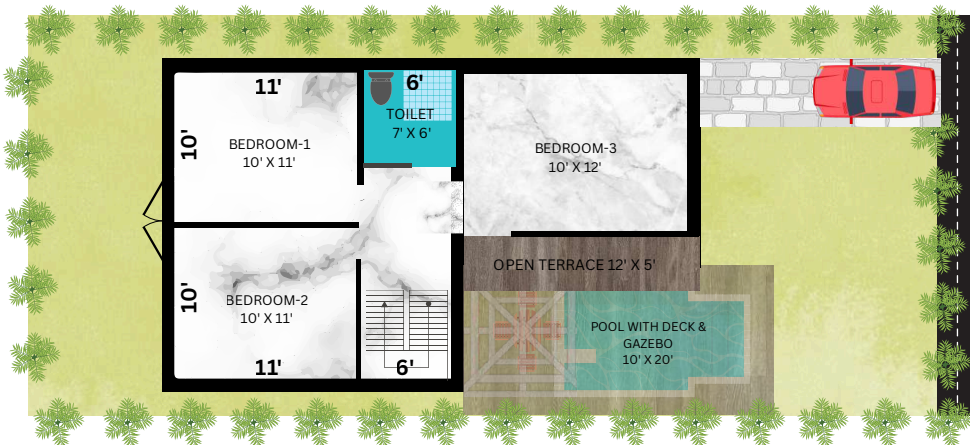 11'
6'
TOILET
7' X 6'
10'
BEDROOM-1
10' X 11'
BEDROOM-3
10' X 12'
OPEN TERRACE 12' X 5'
10'
BEDROOM-2
10' X 11'
POOL WITH DECK &
GAZEBO
10' X 20'
11'
6'